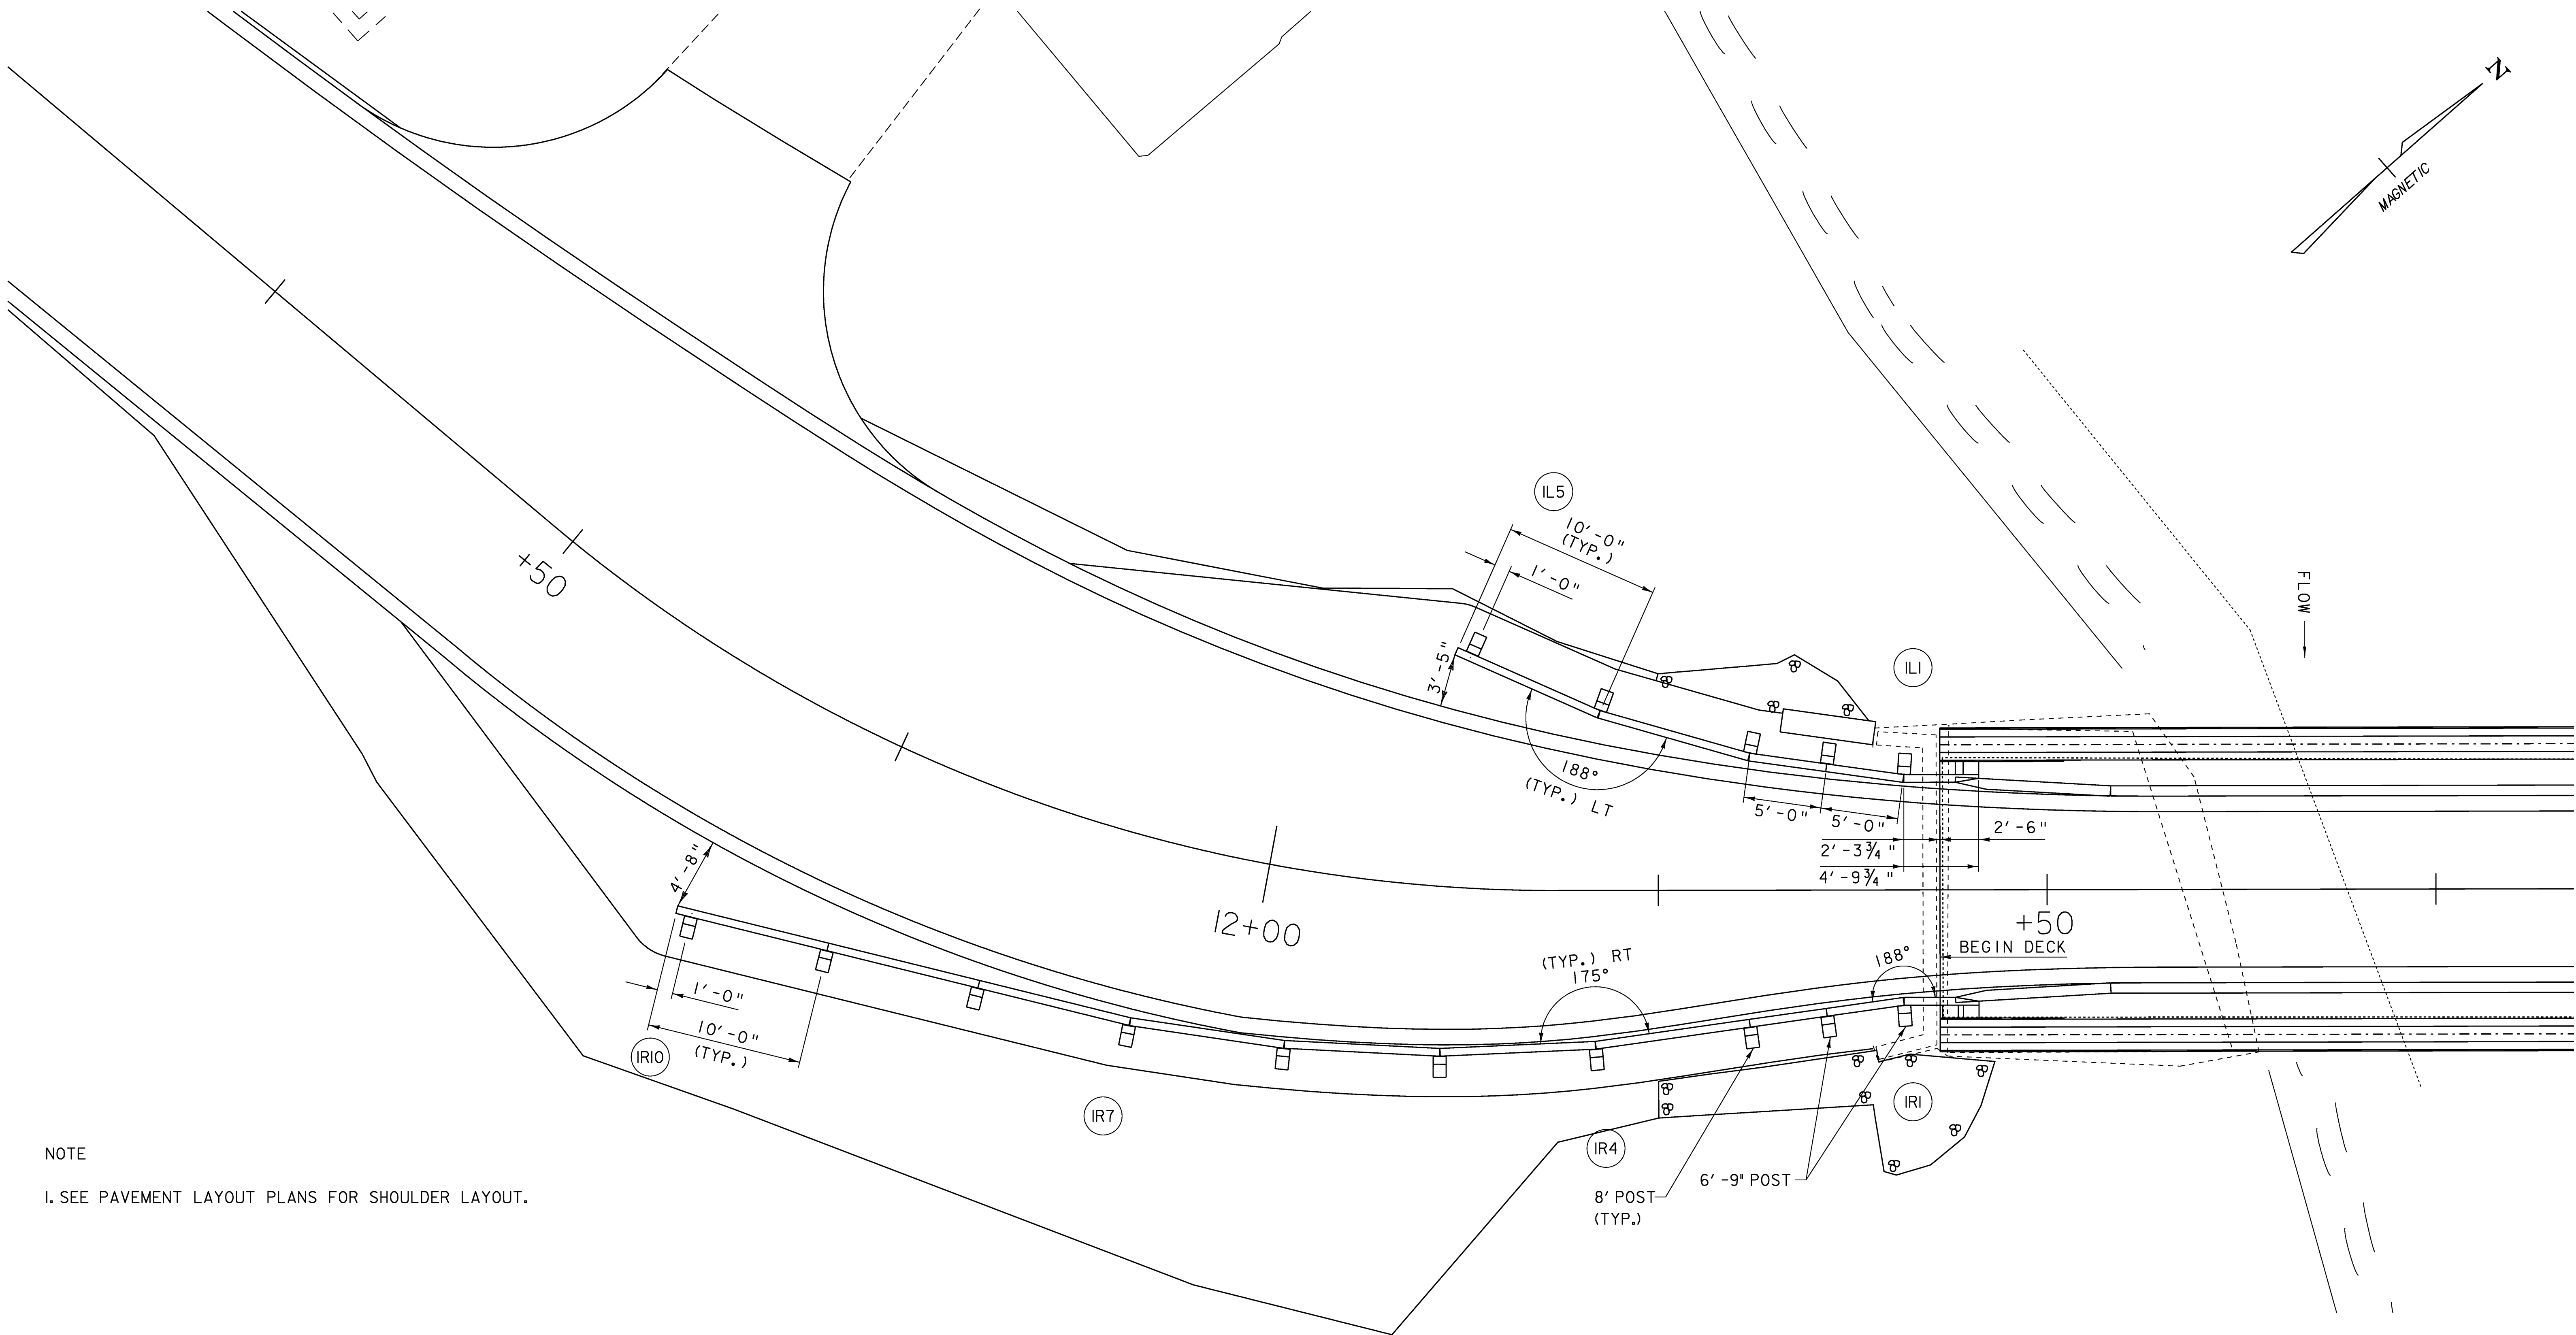 N
MAGNETIC
IL5
10'-0"
(TYP.)
1'-0"
+50
FLOW
3'-5"
IL1
188°
(TYP.) LT
5'-0"
5'-0"
2'-6"
2'-3¾"
4'-9¾"
4'-8"
12+00
+50
BEGIN DECK
(TYP.) RT
175°
188°
1'-0"
10'-0"
(TYP.)
IR10
IR7
IR1
IR4
6'-9" POST
8' POST
(TYP.)
NOTE
1. SEE PAVEMENT LAYOUT PLANS FOR SHOULDER LAYOUT.